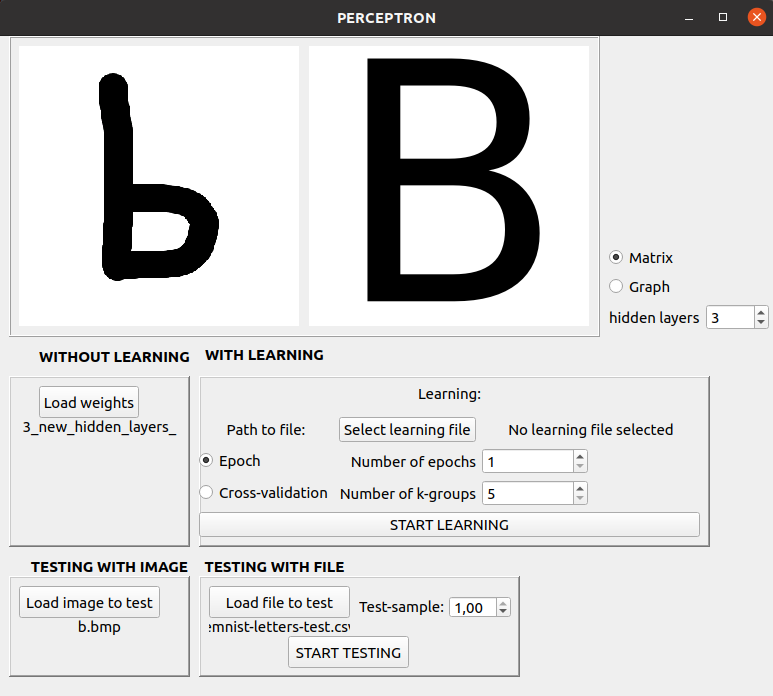 PERCEPTRON
b B
Matrix
Graph
hidden layers 3
WITHOUT LEARNING
Load weights
3_new_hidden_layers_
WITH LEARNING
Learning:
Path to file: Select learning file No learning file selected
Epoch Number of epochs 1
Cross-validation Number of k-groups 5
START LEARNING
TESTING WITH IMAGE
Load image to test
b.bmp
TESTING WITH FILE
Load file to test Test-sample: 1,00
emnist-letters-test.csv
START TESTING